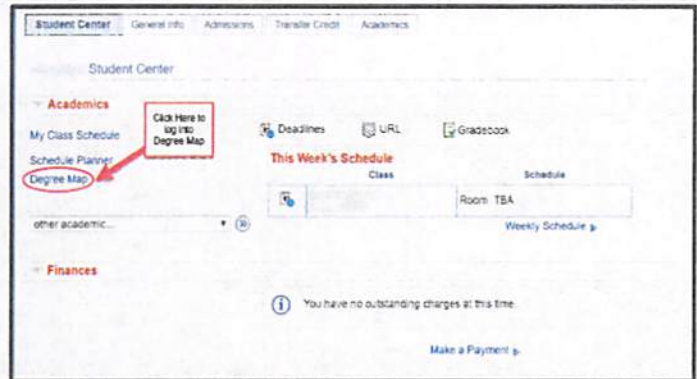 Student Center General Info Admissions Transfer Credit Academics
Student Center
Academics
My Class Schedule
Schedule Planner
Degree Map
Click Here to
log into
Degree Map
other academic...
Deadlines URL Gradebook
This Week's Schedule
Class Schedule
Room TBA
Weekly Schedule
Finances
You have no outstanding charges at this time.
Make a Payment